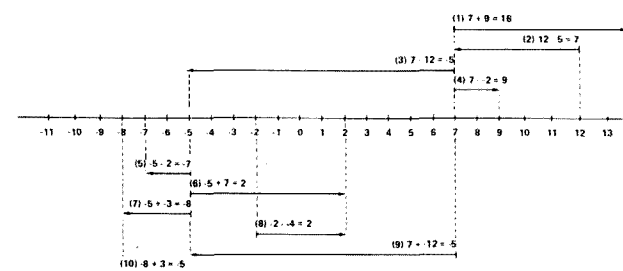 (1) 7 + 9 = 16
(2) 12 5 = 7
(3) 7 - 12 = -5
(4) 7 - -2 = 9
-11 -10 -9 -8 -7 -6 -5 -4 -3 -2 -1 0 1 2 3 4 5 6 7 8 9 10 11 12 13
(5) -5 - 2 = -7
(6) -5 + 7 = 2
(7) -5 + -3 = -8
(8) -2 - -4 = 2
(9) 7 + -12 = -5
(10) -8 + 3 = -5